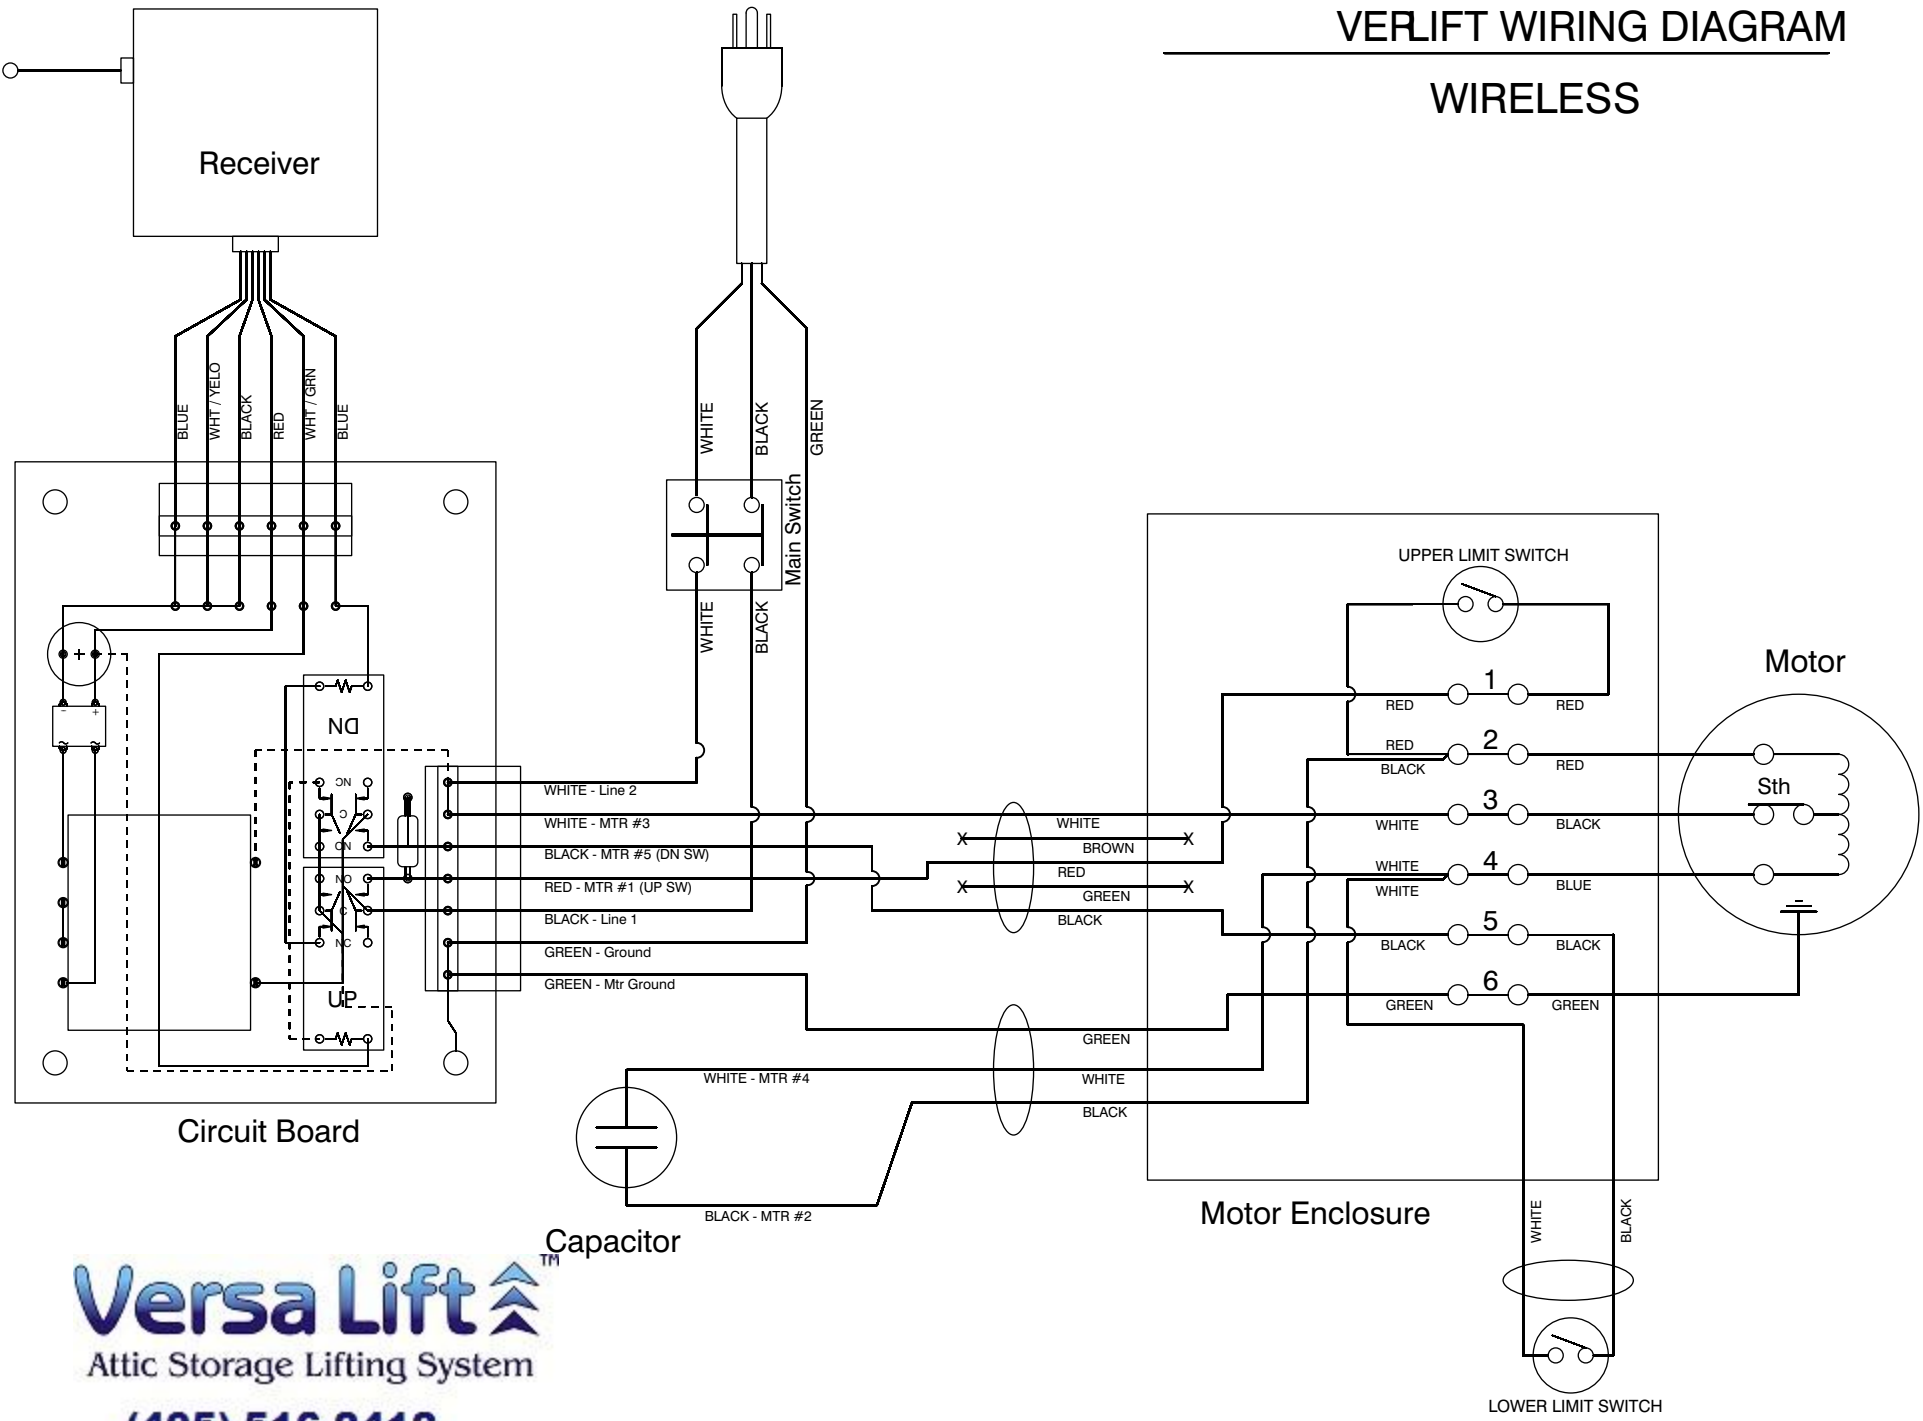 VERLIFT WIRING DIAGRAM
WIRELESS
Receiver
BLUE
WHT / YELO
BLACK
RED
WHT / GRN
BLUE
WHITE
BLACK
GREEN
Main Switch
WHITE
BLACK
+
-
+
~
~
DN
NC
C
NO
NO
C
NC
UP
WHITE - Line 2
WHITE - MTR #3
BLACK - MTR #5 (DN SW)
RED - MTR #1 (UP SW)
BLACK - Line 1
GREEN - Ground
GREEN - Mtr Ground
Circuit Board
WHITE
X X
BROWN
RED
X X
GREEN
BLACK
GREEN
WHITE - MTR #4
WHITE
BLACK
BLACK - MTR #2
Capacitor
UPPER LIMIT SWITCH
1
RED
RED
2
RED
BLACK
RED
3
WHITE
BLACK
4
WHITE
WHITE
BLUE
5
BLACK
BLACK
6
GREEN
GREEN
Motor
Sth
Motor Enclosure
WHITE
BLACK
LOWER LIMIT SWITCH
Versa Lift ™
Attic Storage Lifting System